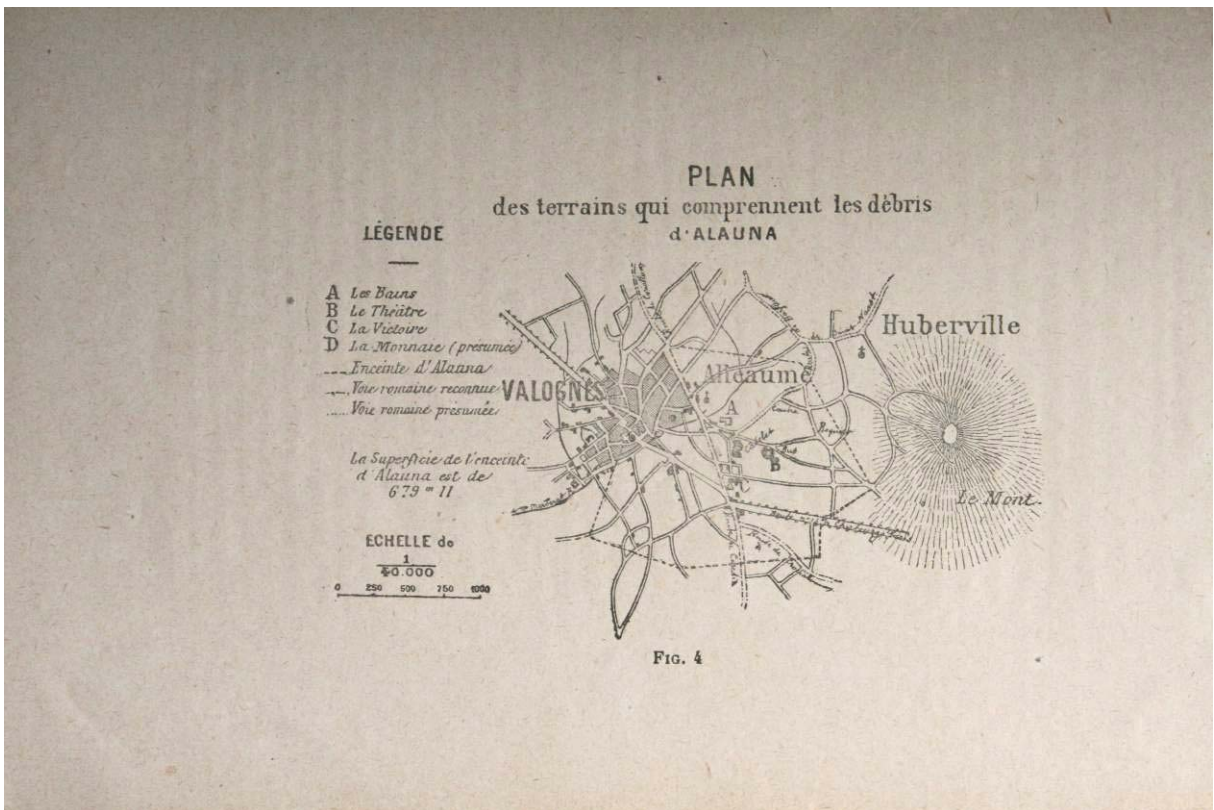 PLAN
des terrains qui comprennent les débris
d'ALAUNA
LÉGENDE
A Les Bains
B Le Théâtre
C La Victoire
D La Monnaie (présumée)
Enceinte d'Alauna
Voie romaine reconnue
Voie romaine présumée
La Superficie de l'enceinte
d'Alauna est de
679 m 11
ECHELLE de
1
40.000
0 250 500 750 1000
VALOGNES
Alleaume
Huberville
Le Mont
A
B
FIG. 4